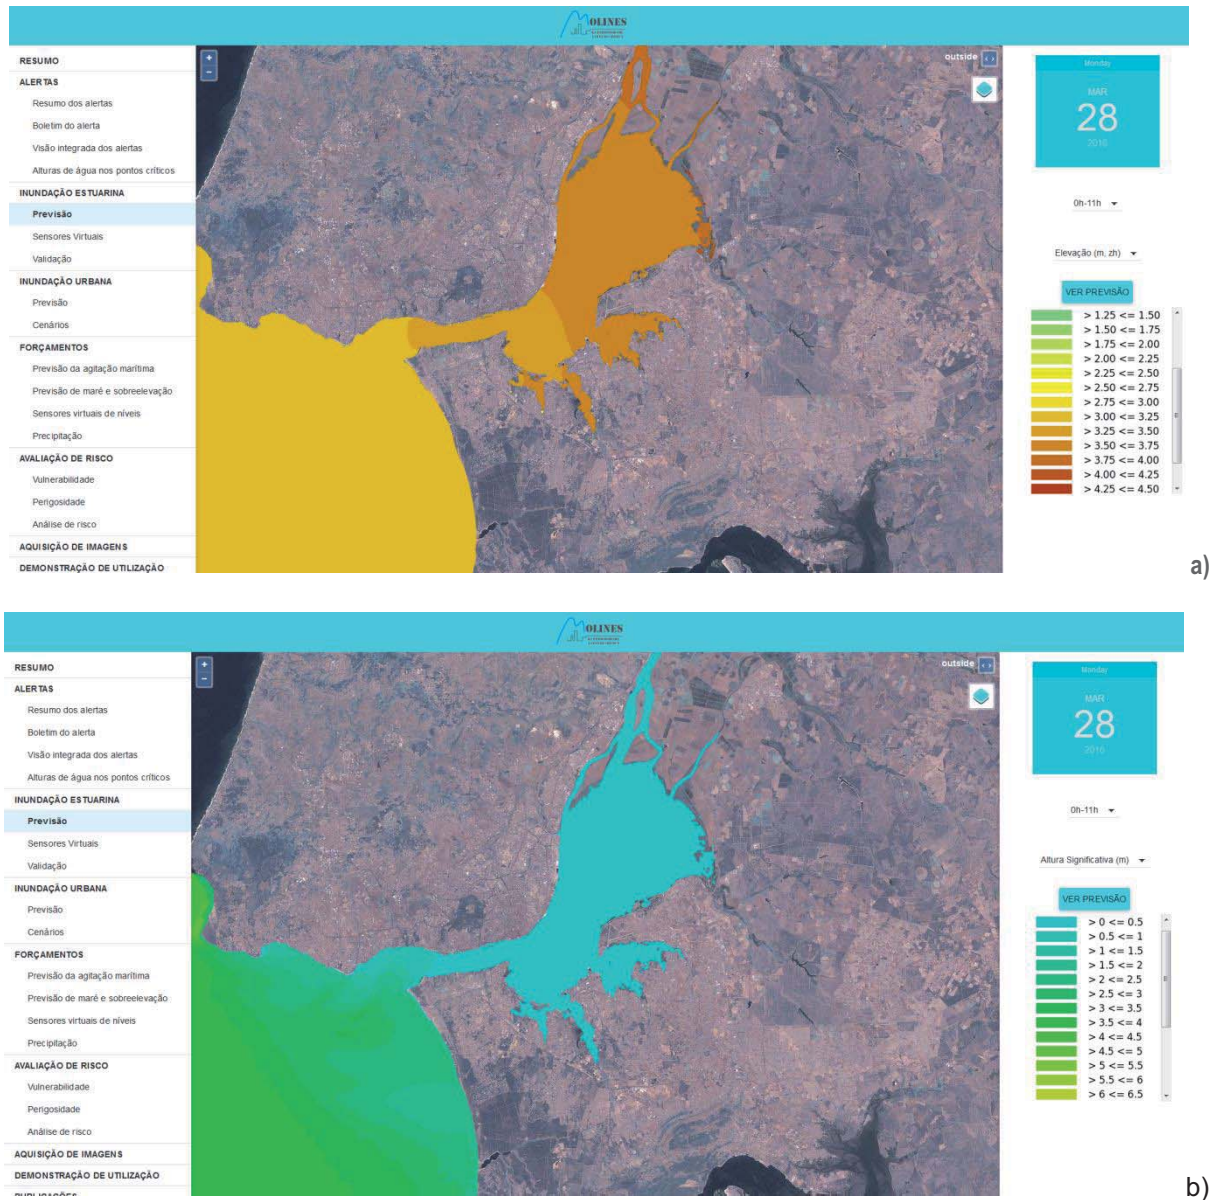 MOLINES
+
−
outside
RESUMO
ALERTAS
Resumo dos alertas
Boletim do alerta
Visão integrada dos alertas
Alturas de água nos pontos críticos
INUNDAÇÃO ESTUARINA
Previsão
Sensores Virtuais
Validação
INUNDAÇÃO URBANA
Previsão
Cenários
FORÇAMENTOS
Previsão da agitação marítima
Previsão de maré e sobreelevação
Sensores virtuais de níveis
Precipitação
AVALIAÇÃO DE RISCO
Vulnerabilidade
Perigosidade
Análise de risco
AQUISIÇÃO DE IMAGENS
DEMONSTRAÇÃO DE UTILIZAÇÃO
Monday
MAR
28
2016
0h-11h
Elevação (m, zh)
VER PREVISÃO
> 1.25 <= 1.50
> 1.50 <= 1.75
> 1.75 <= 2.00
> 2.00 <= 2.25
> 2.25 <= 2.50
> 2.50 <= 2.75
> 2.75 <= 3.00
> 3.00 <= 3.25
> 3.25 <= 3.50
> 3.50 <= 3.75
> 3.75 <= 4.00
> 4.00 <= 4.25
> 4.25 <= 4.50
a)
MOLINES
+
−
outside
RESUMO
ALERTAS
Resumo dos alertas
Boletim do alerta
Visão integrada dos alertas
Alturas de água nos pontos críticos
INUNDAÇÃO ESTUARINA
Previsão
Sensores Virtuais
Validação
INUNDAÇÃO URBANA
Previsão
Cenários
FORÇAMENTOS
Previsão da agitação marítima
Previsão de maré e sobreelevação
Sensores virtuais de níveis
Precipitação
AVALIAÇÃO DE RISCO
Vulnerabilidade
Perigosidade
Análise de risco
AQUISIÇÃO DE IMAGENS
DEMONSTRAÇÃO DE UTILIZAÇÃO
PUBLICAÇÕES
Monday
MAR
28
2016
0h-11h
Altura Significativa (m)
VER PREVISÃO
> 0 <= 0.5
> 0.5 <= 1
> 1 <= 1.5
> 1.5 <= 2
> 2 <= 2.5
> 2.5 <= 3
> 3 <= 3.5
> 3.5 <= 4
> 4 <= 4.5
> 4.5 <= 5
> 5 <= 5.5
> 5.5 <= 6
> 6 <= 6.5
b)